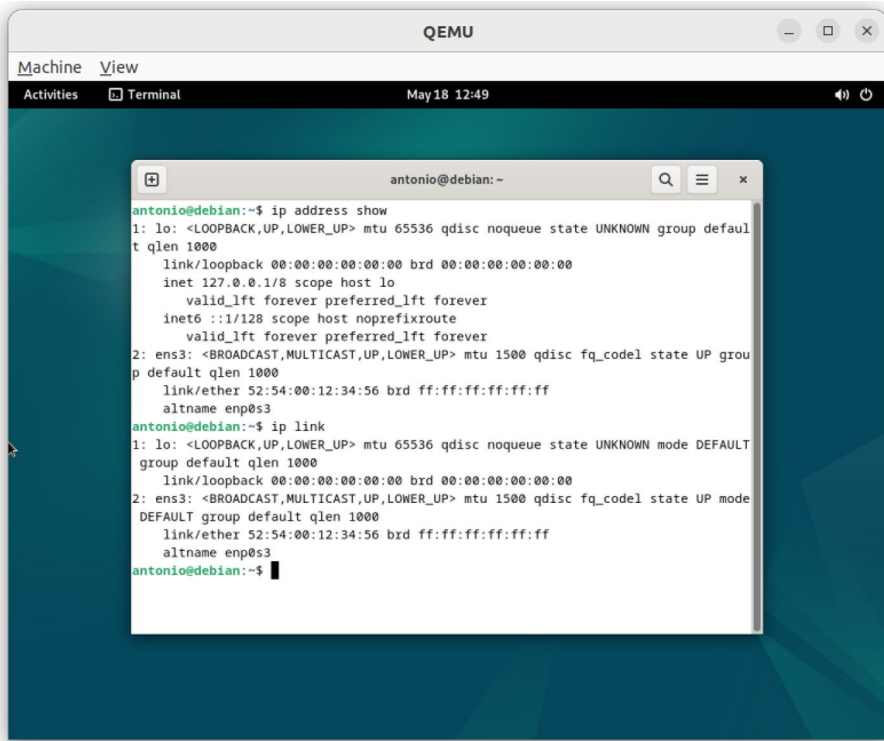 QEMU
Machine View
Activities Terminal May 18 12:49
antonio@debian: ~
antonio@debian:~$ ip address show
1: lo: <LOOPBACK,UP,LOWER_UP> mtu 65536 qdisc noqueue state UNKNOWN group defaul
t qlen 1000
    link/loopback 00:00:00:00:00:00 brd 00:00:00:00:00:00
    inet 127.0.0.1/8 scope host lo
       valid_lft forever preferred_lft forever
    inet6 ::1/128 scope host noprefixroute
       valid_lft forever preferred_lft forever
2: ens3: <BROADCAST,MULTICAST,UP,LOWER_UP> mtu 1500 qdisc fq_codel state UP grou
p default qlen 1000
    link/ether 52:54:00:12:34:56 brd ff:ff:ff:ff:ff:ff
    altname enp0s3
antonio@debian:~$ ip link
1: lo: <LOOPBACK,UP,LOWER_UP> mtu 65536 qdisc noqueue state UNKNOWN mode DEFAULT
 group default qlen 1000
    link/loopback 00:00:00:00:00:00 brd 00:00:00:00:00:00
2: ens3: <BROADCAST,MULTICAST,UP,LOWER_UP> mtu 1500 qdisc fq_codel state UP mode
 DEFAULT group default qlen 1000
    link/ether 52:54:00:12:34:56 brd ff:ff:ff:ff:ff:ff
    altname enp0s3
antonio@debian:~$